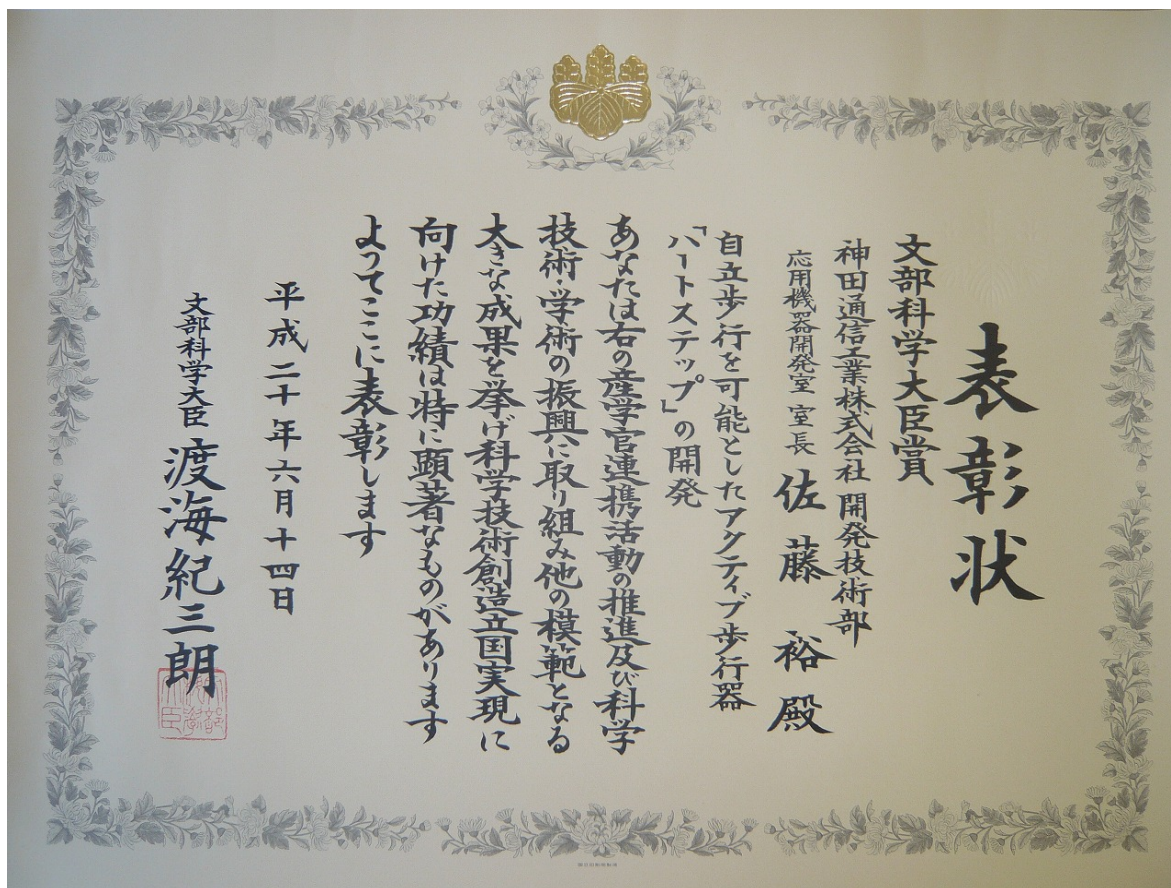 表彰状
文部科学大臣賞
神田通信工業株式会社 開発技術部
応用機器開発室 室長 佐藤 裕 殿
自立歩行を可能としたアクティブ歩行器
「ハートステップ」の開発
あなたは右の産学官連携活動の推進及び科学
技術・学術の振興に取り組み他の模範となる
大きな成果を挙げ科学技術創造立国実現に
向けた功績は特に顕著なものがあります
よってここに表彰します
平成二十年六月十四日
文部科学大臣 渡海紀三朗